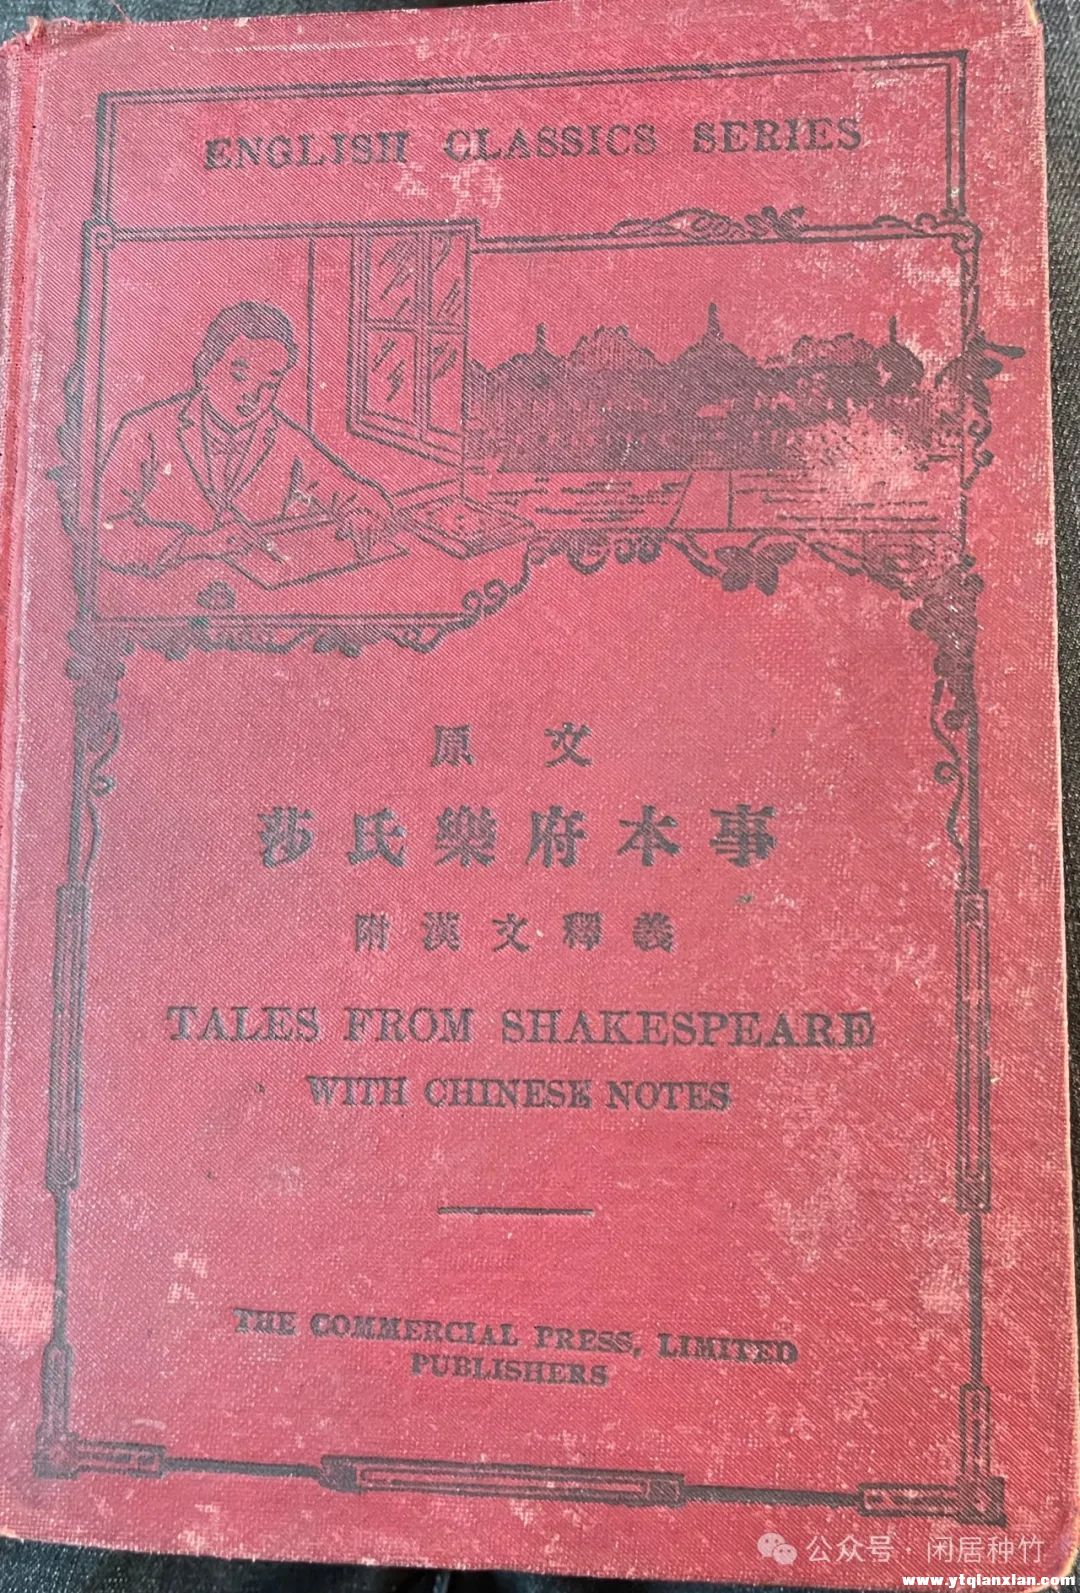 ENGLISH CLASSICS SERIES
原文
莎氏樂府本事
附漢文釋義
TALES FROM SHAKESPEARE
WITH CHINESE NOTES
THE COMMERCIAL PRESS, LIMITED
PUBLISHERS
公众号 · 闲居种竹
www.ytqlanxlan.com